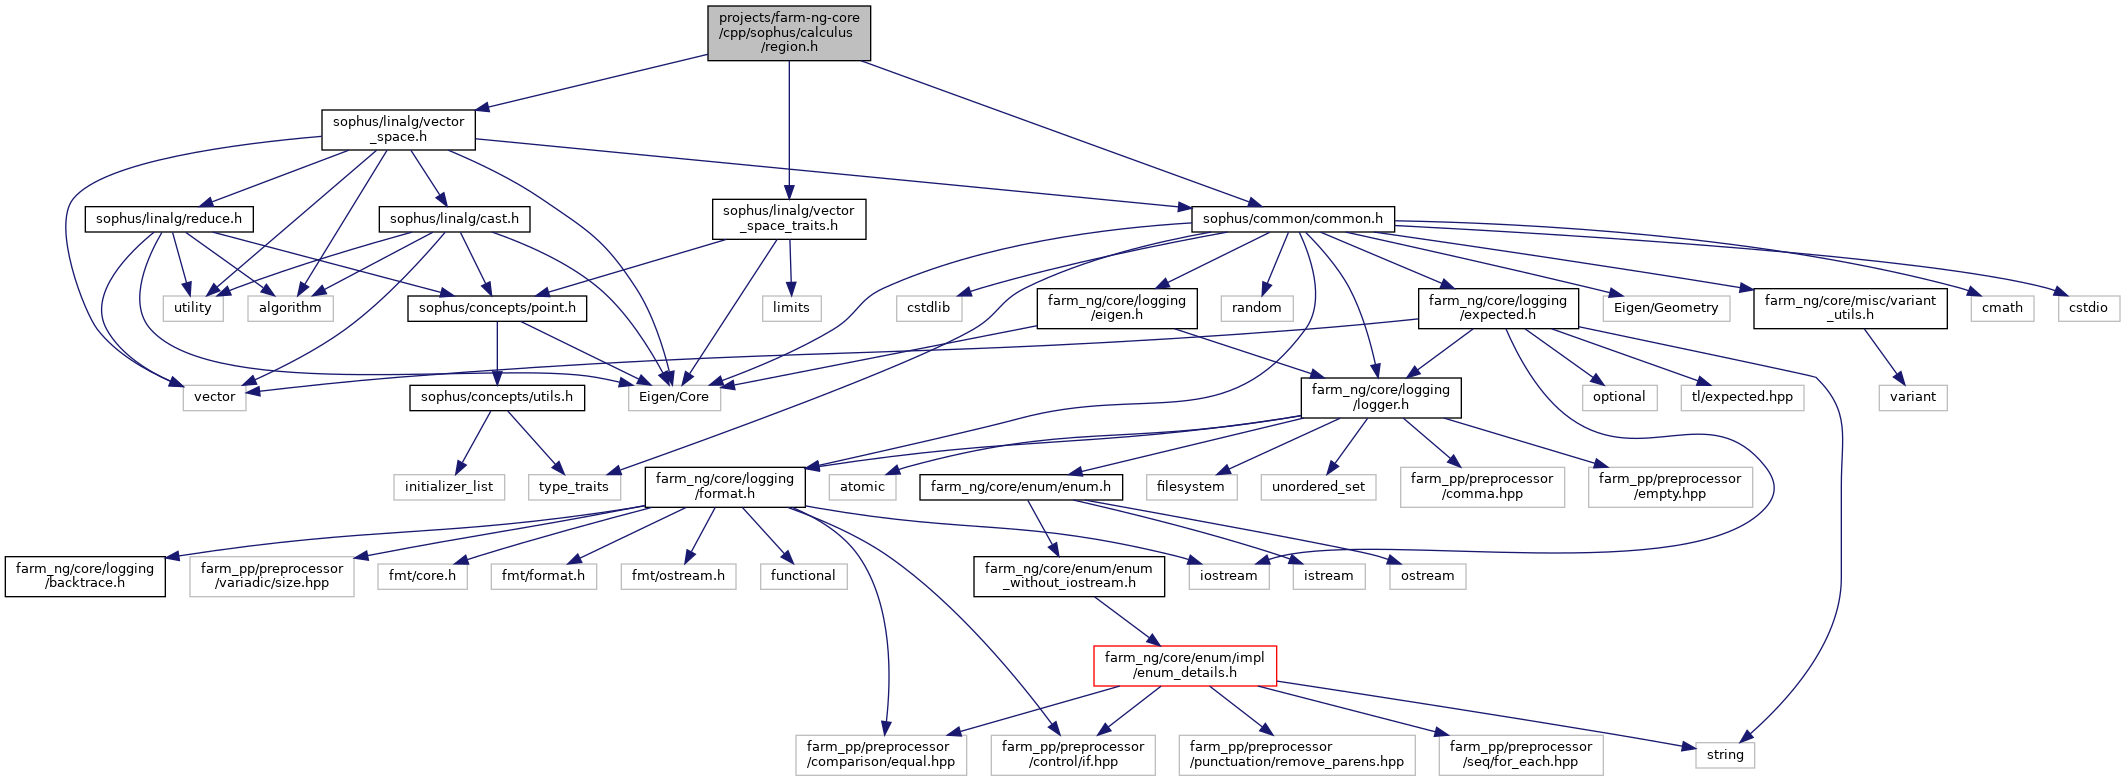 projects/farm-ng-core
/cpp/sophus/calculus
/region.h
sophus/linalg/vector
_space.h
sophus/linalg/reduce.h
sophus/linalg/cast.h
sophus/linalg/vector
_space_traits.h
sophus/common/common.h
utility
algorithm
sophus/concepts/point.h
limits
cstdlib
farm_ng/core/logging
/eigen.h
random
farm_ng/core/logging
/expected.h
Eigen/Geometry
farm_ng/core/misc/variant
_utils.h
cmath
cstdio
vector
sophus/concepts/utils.h
Eigen/Core
farm_ng/core/logging
/logger.h
optional
tl/expected.hpp
variant
initializer_list
type_traits
farm_ng/core/logging
/format.h
atomic
farm_ng/core/enum/enum.h
filesystem
unordered_set
farm_pp/preprocessor
/comma.hpp
farm_pp/preprocessor
/empty.hpp
farm_ng/core/logging
/backtrace.h
farm_pp/preprocessor
/variadic/size.hpp
fmt/core.h
fmt/format.h
fmt/ostream.h
functional
farm_ng/core/enum/enum
_without_iostream.h
iostream
istream
ostream
farm_ng/core/enum/impl
/enum_details.h
farm_pp/preprocessor
/comparison/equal.hpp
farm_pp/preprocessor
/control/if.hpp
farm_pp/preprocessor
/punctuation/remove_parens.hpp
farm_pp/preprocessor
/seq/for_each.hpp
string